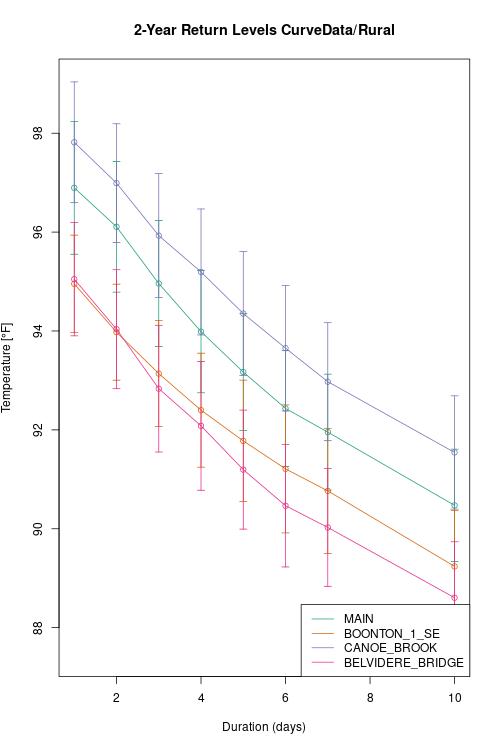 2-Year Return Levels CurveData/Rural
Temperature [°F]
98
96
94
92
90
88
2 4 6 8 10
Duration (days)
MAIN
BOONTON_1_SE
CANOE_BROOK
BELVIDERE_BRIDGE